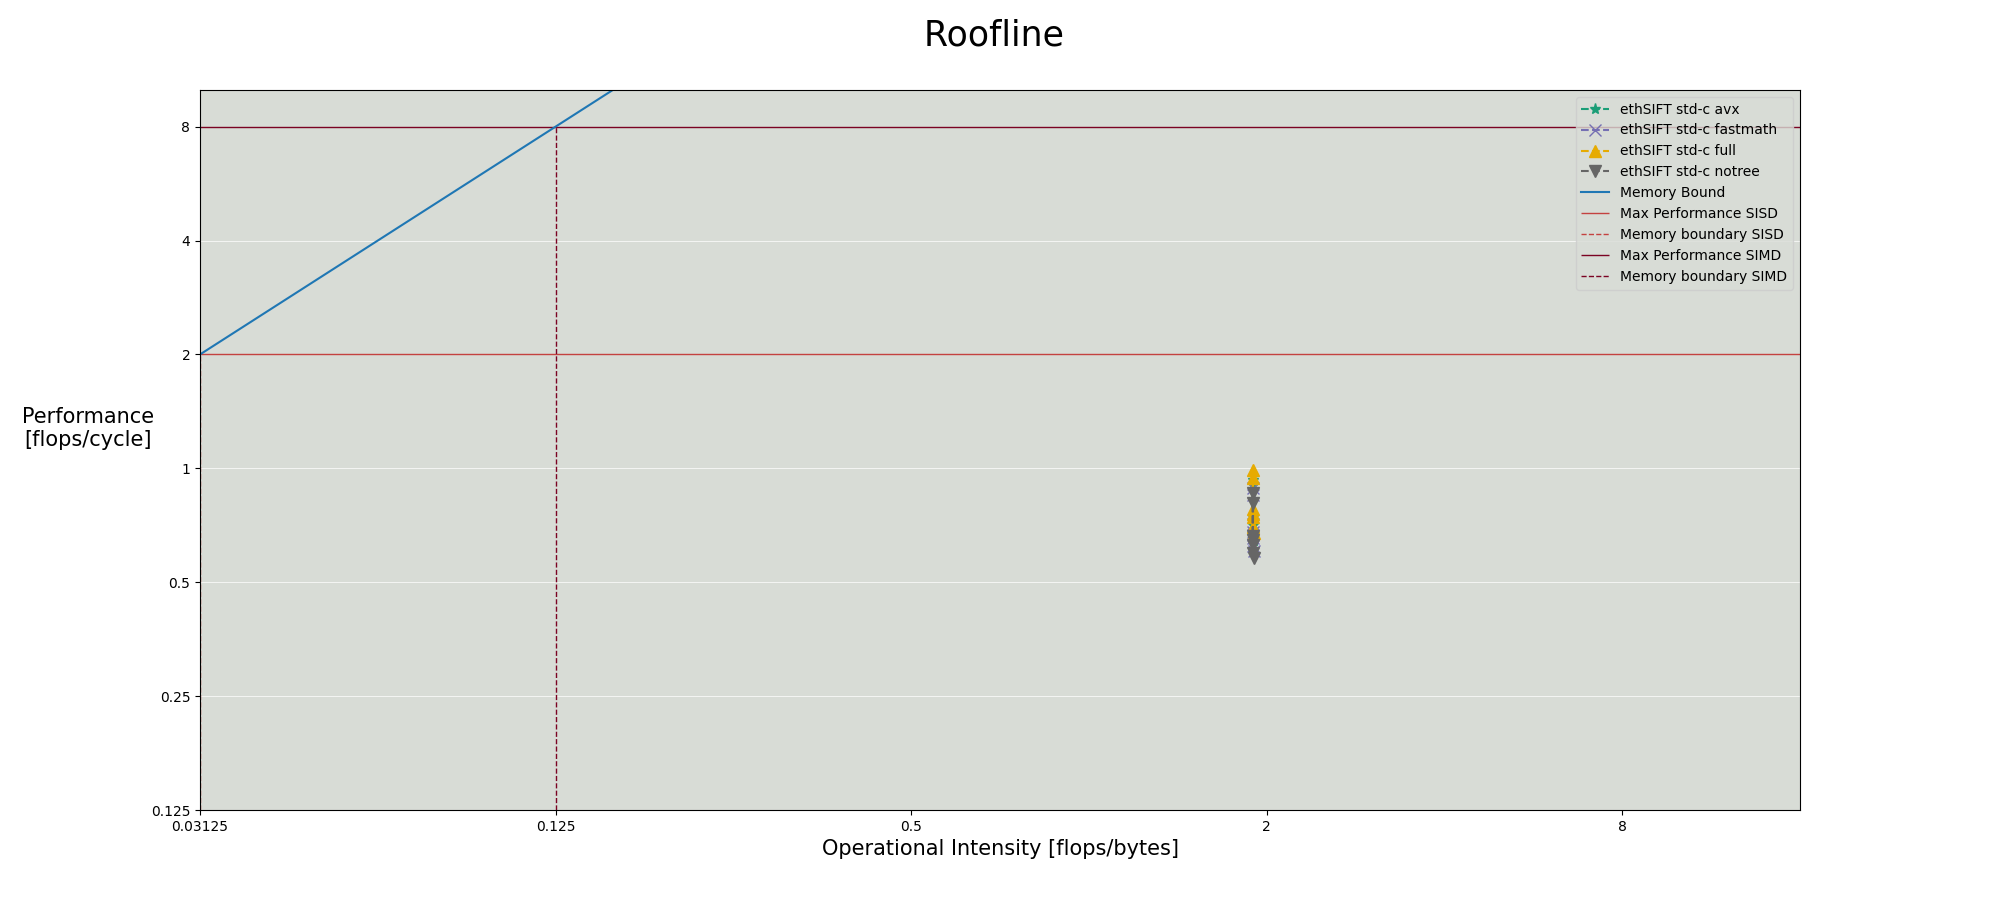 Roofline
ethSIFT std-c avx
ethSIFT std-c fastmath
ethSIFT std-c full
ethSIFT std-c notree
Memory Bound
Max Performance SISD
Memory boundary SISD
Max Performance SIMD
Memory boundary SIMD
8
4
2
1
0.5
0.25
0.125
Performance
[flops/cycle]
0.03125
0.125
0.5
2
8
Operational Intensity [flops/bytes]